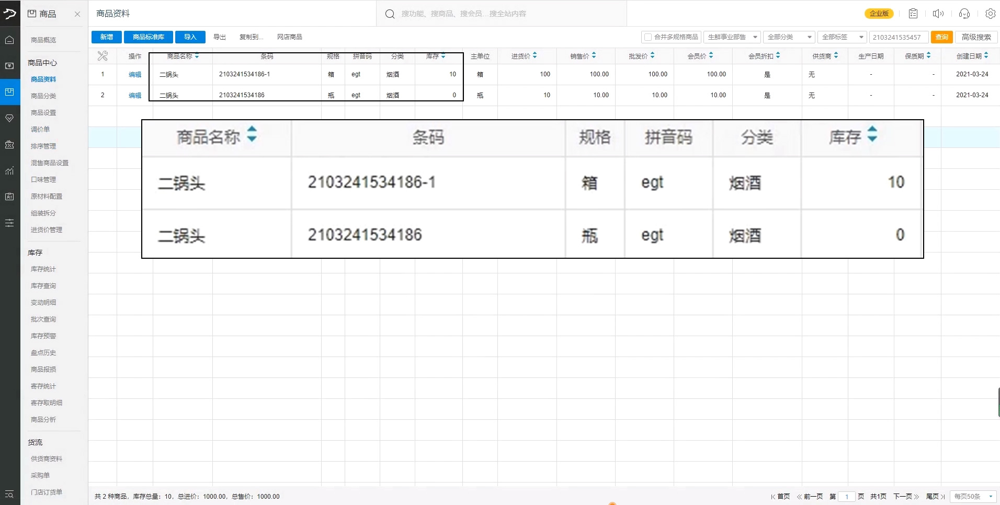 商品
商品概览
商品中心
商品资料
商品分类
商品设置
调价单
排序管理
混售商品设置
口味管理
原材料配置
组装拆分
进货价管理
库存
库存统计
库存查询
变动明细
批次查询
库存预警
盘点历史
商品报损
寄存统计
寄存取明细
商品分析
货流
供货商资料
采购单
门店订货单
商品资料
搜功能、搜商品、搜会员...搜全站内容
企业版
新增 商品标准库 导入 导出 复制到... 网店商品
合并多规格商品 生鲜事业部售 全部分类 全部标签 2103241535457 查询 高级搜索
操作 商品名称 条码 规格 拼音码 分类 库存 主单位 进货价 销售价 批发价 会员价 会员折扣 供货商 生产日期 保质期 创建日期
1 编辑 二锅头 2103241534186-1 箱 egt 烟酒 10 箱 100 100.00 100.00 100.00 是 无 - - 2021-03-24
2 编辑 二锅头 2103241534186 瓶 egt 烟酒 0 瓶 10 10.00 10.00 10.00 是 无 - - 2021-03-24
商品名称 条码 规格 拼音码 分类 库存
二锅头 2103241534186-1 箱 egt 烟酒 10
二锅头 2103241534186 瓶 egt 烟酒 0
共 2 种商品，库存总量：10，总进价：1000.00，总售价：1000.00
首页 前一页 第 1 页 共1页 下一页 尾页 每页50条